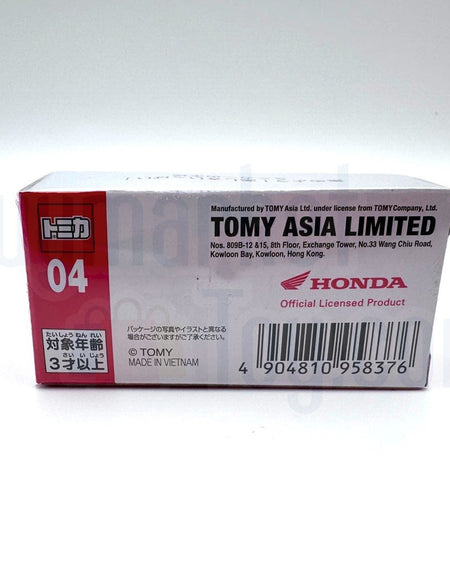 トミカ
04
たいしょう ねん れい
対象年齢
さい い じょう
3才以上
Manufactured by TOMY Asia Ltd. under license from TOMY Company, Ltd.
TOMY ASIA LIMITED
Nos. 809B-12 &15, 8th Floor, Exchange Tower, No.33 Wang Chiu Road,
Kowloon Bay, Kowloon, Hong Kong.
HONDA
Official Licensed Product
パッケージの写真やイラストと異なる
場合がございますがご了承ください。
© TOMY
MADE IN VIETNAM
4 904810 958376